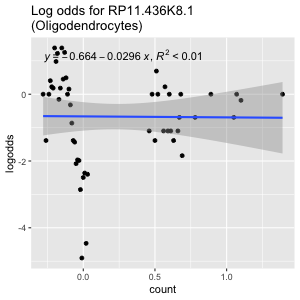 Log odds for RP11.436K8.1
(Oligodendrocytes)
y = −0.664 − 0.0296 x, R² < 0.01
0
-2
-4
logodds
0.0 0.5 1.0
count